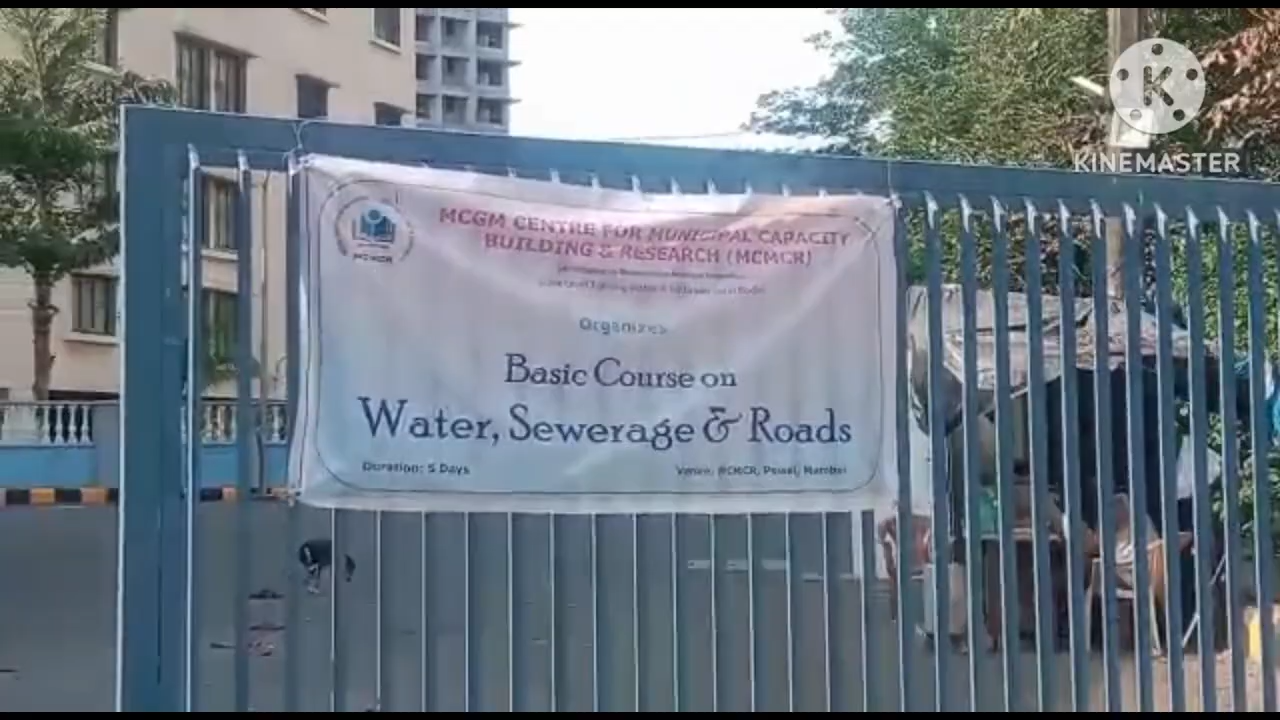 KINEMASTER
MCGM CENTRE FOR MUNICIPAL CAPACITY
BUILDING & RESEARCH (MCMCR)
MCMCR
Organizes
Basic Course on
Water, Sewerage & Roads
Duration: 5 Days
Venue: MCMCR, Powai, Mumbai